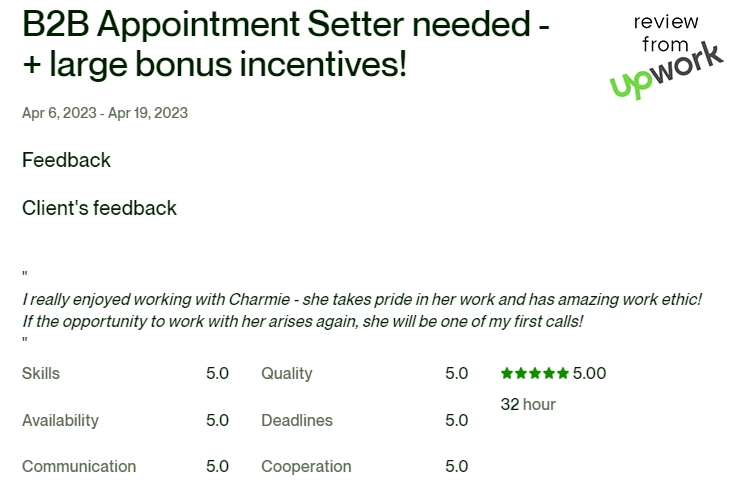 B2B Appointment Setter needed -
+ large bonus incentives!
review
from
upwork
Apr 6, 2023 - Apr 19, 2023
Feedback
Client's feedback
"
I really enjoyed working with Charmie - she takes pride in her work and has amazing work ethic!
If the opportunity to work with her arises again, she will be one of my first calls!
"
Skills 5.0 Quality 5.0 ★★★★★ 5.00
32 hour
Availability 5.0 Deadlines 5.0
Communication 5.0 Cooperation 5.0